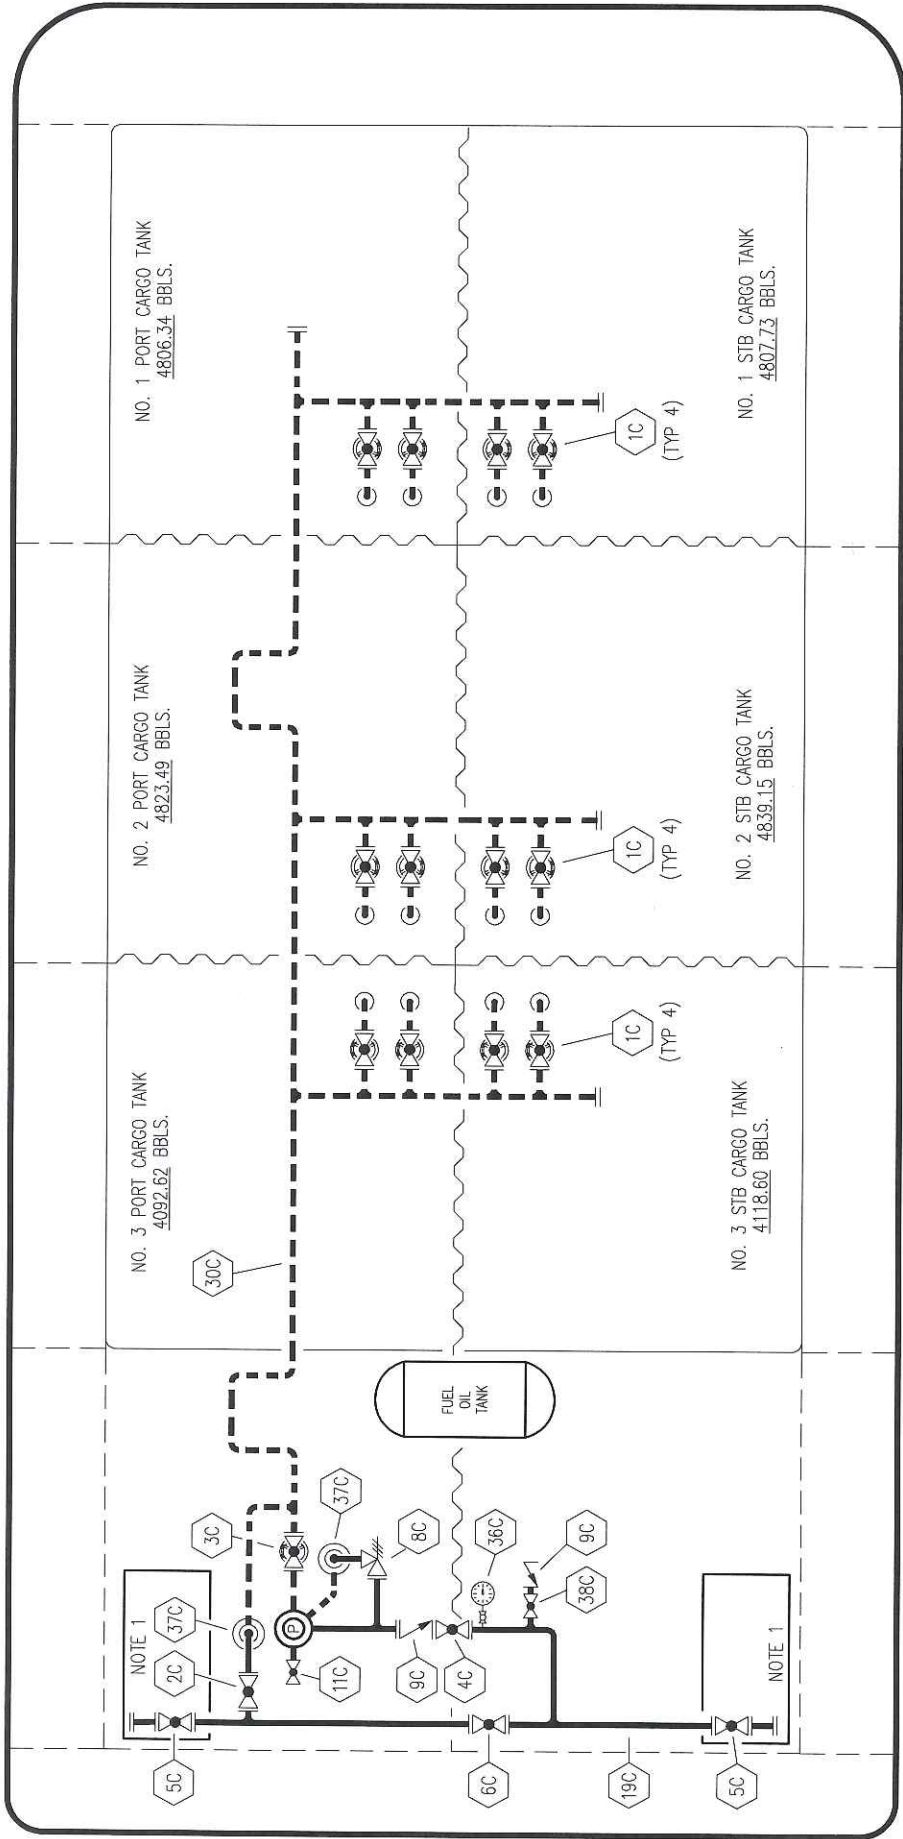 NO. 1 PORT CARGO TANK
4806.34 BBLS.
NO. 1 STB CARGO TANK
4807.73 BBLS.
1C
(TYP 4)
NO. 2 PORT CARGO TANK
4823.49 BBLS.
NO. 2 STB CARGO TANK
4839.15 BBLS.
1C
(TYP 4)
NO. 3 PORT CARGO TANK
4092.62 BBLS.
NO. 3 STB CARGO TANK
4118.60 BBLS.
1C
(TYP 4)
30C
FUEL
OIL
TANK
3C
37C
8C
36C
9C
38C
NOTE 1
37C
2C
P
11C
9C
4C
NOTE 1
5C
6C
19C
5C